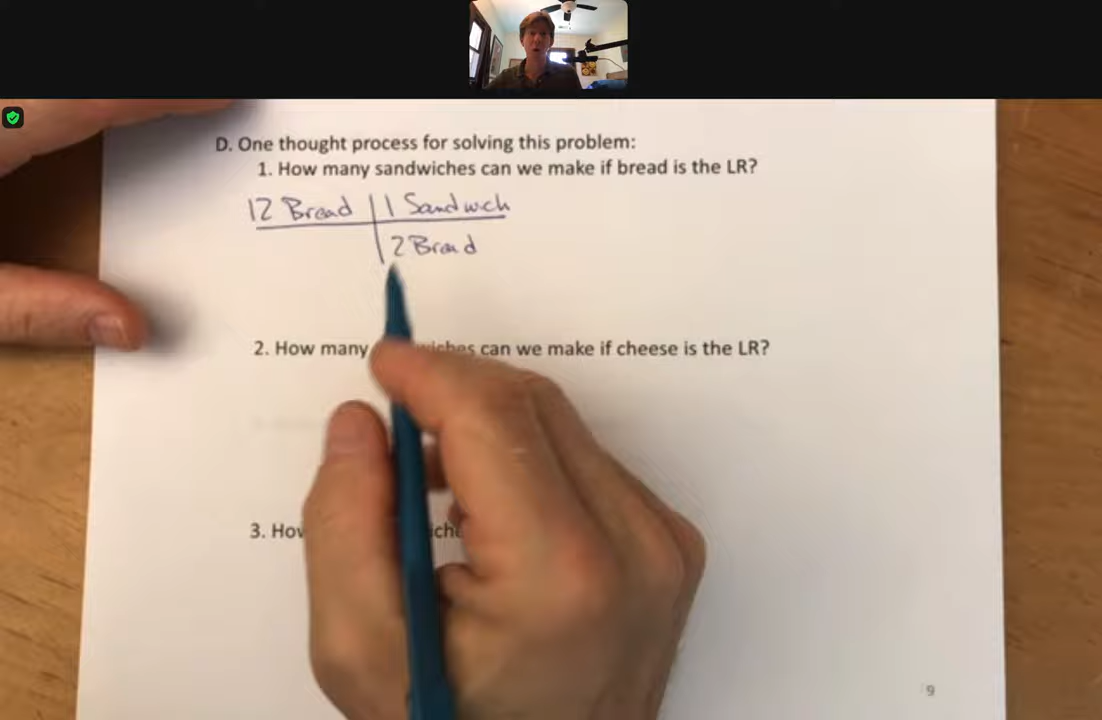 D. One thought process for solving this problem:
1. How many sandwiches can we make if bread is the LR?
12 Bread 1 Sandwich
2 Bread
2. How many wiches can we make if cheese is the LR?
3. How iche
9